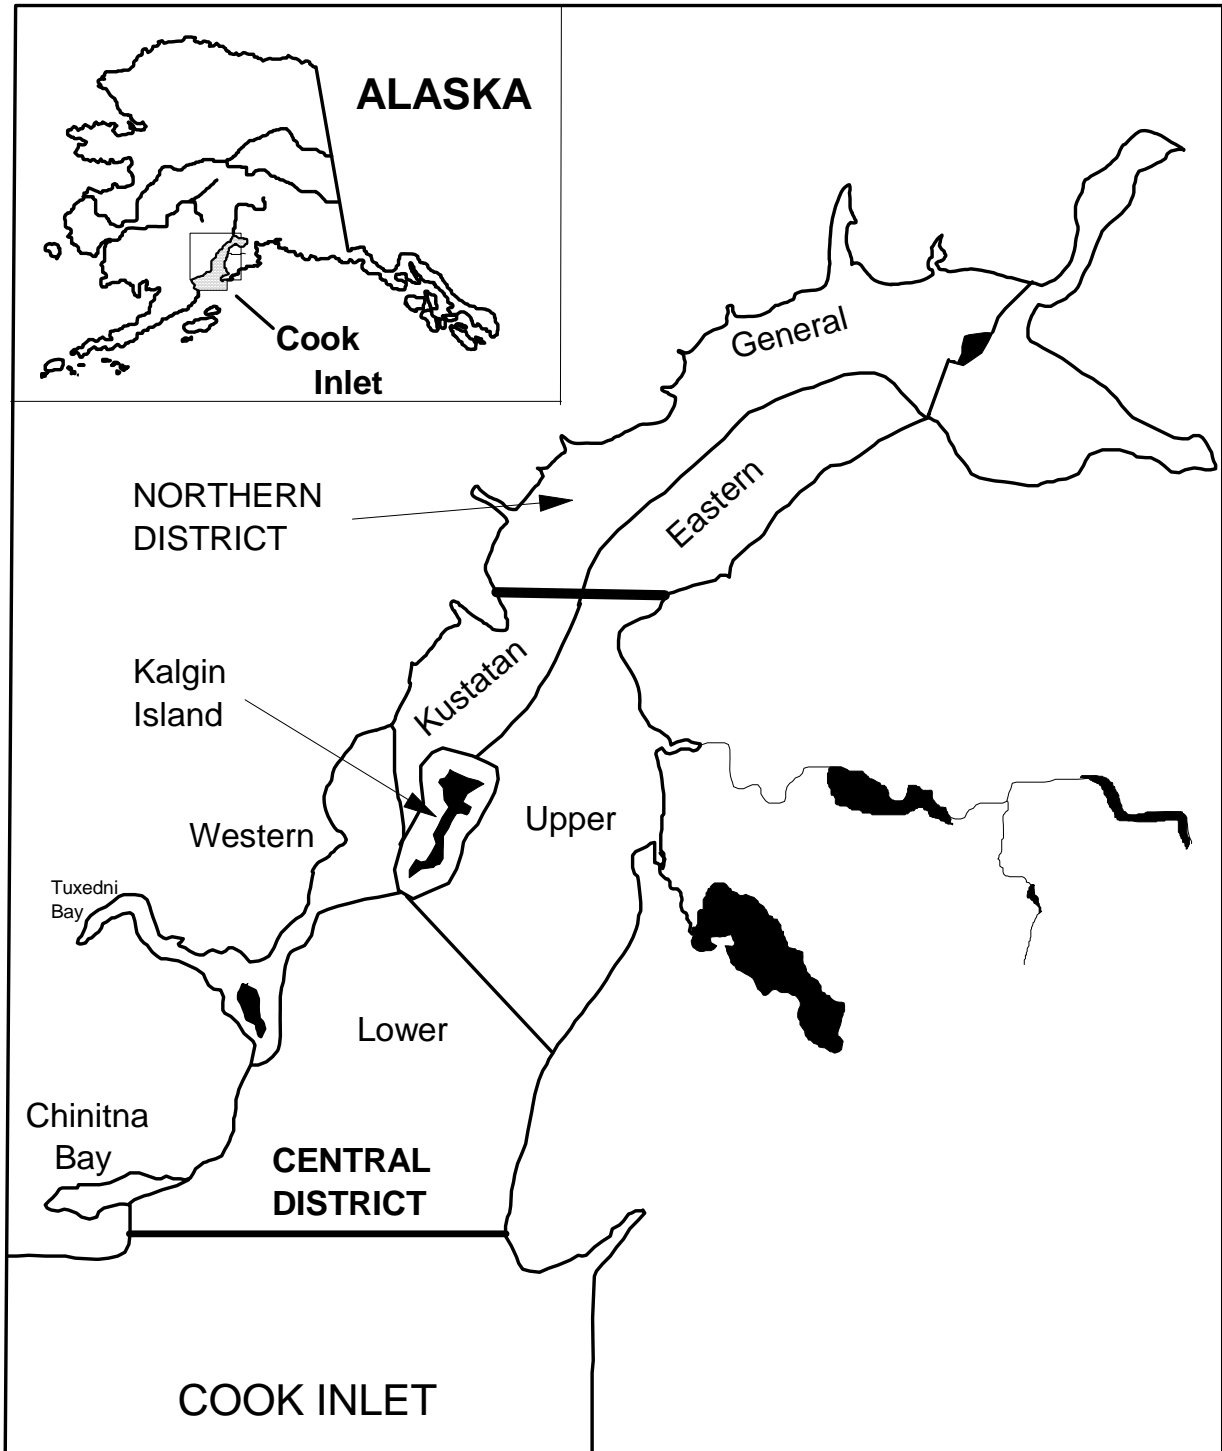 ALASKA
Cook
Inlet
General
NORTHERN
DISTRICT
Eastern
Kalgin
Island
Kustatan
Western
Upper
Tuxedni
Bay
Lower
Chinitna
Bay
CENTRAL
DISTRICT
COOK INLET